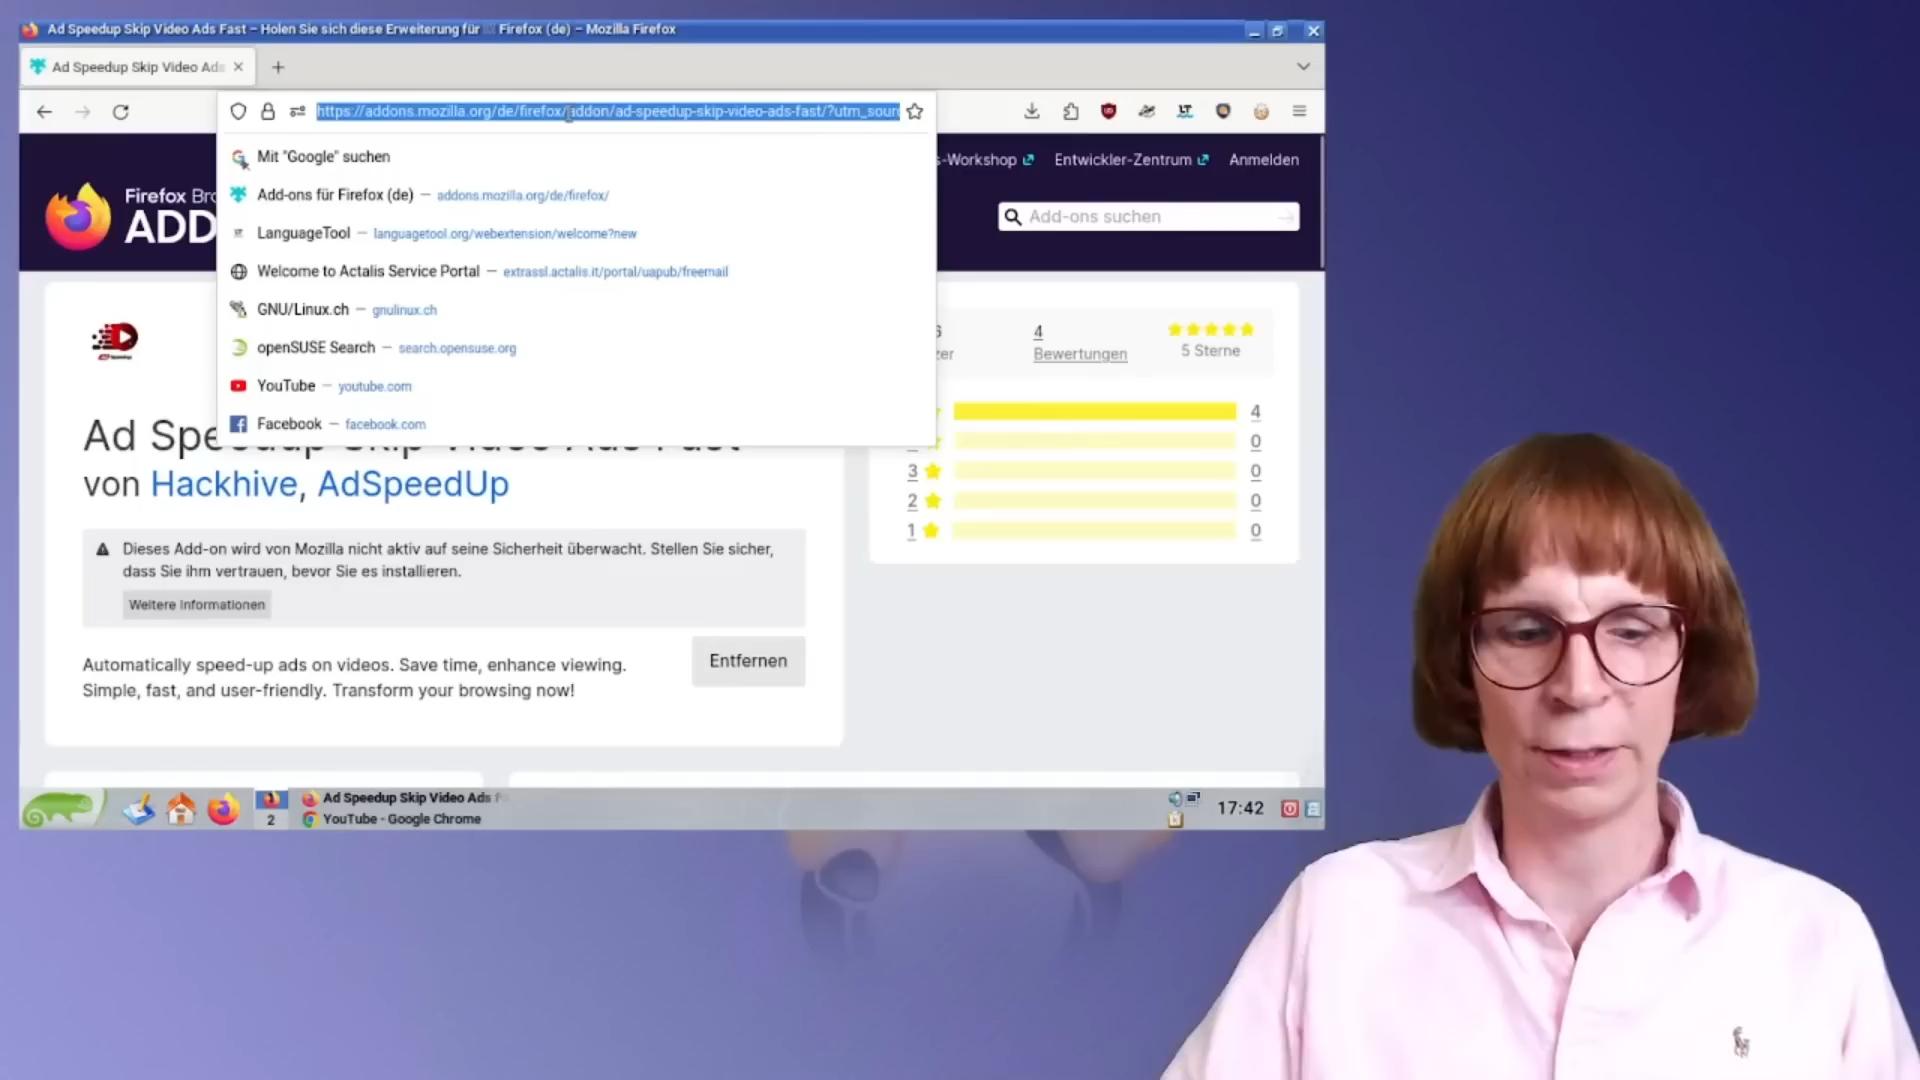 Ad Speedup Skip Video Ads Fast – Holen Sie sich diese Erweiterung für Firefox (de) – Mozilla Firefox
Ad Speedup Skip Video Ads
https://addons.mozilla.org/de/firefox/addon/ad-speedup-skip-video-ads-fast/?utm_sour
Mit "Google" suchen
Add-ons für Firefox (de) — addons.mozilla.org/de/firefox/
LanguageTool — languagetool.org/webextension/welcome?new
Welcome to Actalis Service Portal — extrassl.actalis.it/portal/uapub/freemail
GNU/Linux.ch — gnulinux.ch
openSUSE Search — search.opensuse.org
YouTube — youtube.com
Facebook — facebook.com
s-Workshop Entwickler-Zentrum Anmelden
Firefox Bro
ADD
Add-ons suchen
4
Bewertungen
5 Sterne
zer
4
0
3 0
2 0
1 0
Ad Speedup Skip Video Ads Fast
von Hackhive, AdSpeedUp
Dieses Add-on wird von Mozilla nicht aktiv auf seine Sicherheit überwacht. Stellen Sie sicher,
dass Sie ihm vertrauen, bevor Sie es installieren.
Weitere Informationen
Automatically speed-up ads on videos. Save time, enhance viewing.
Simple, fast, and user-friendly. Transform your browsing now!
Entfernen
2
Ad Speedup Skip Video Ads f
YouTube - Google Chrome
17:42